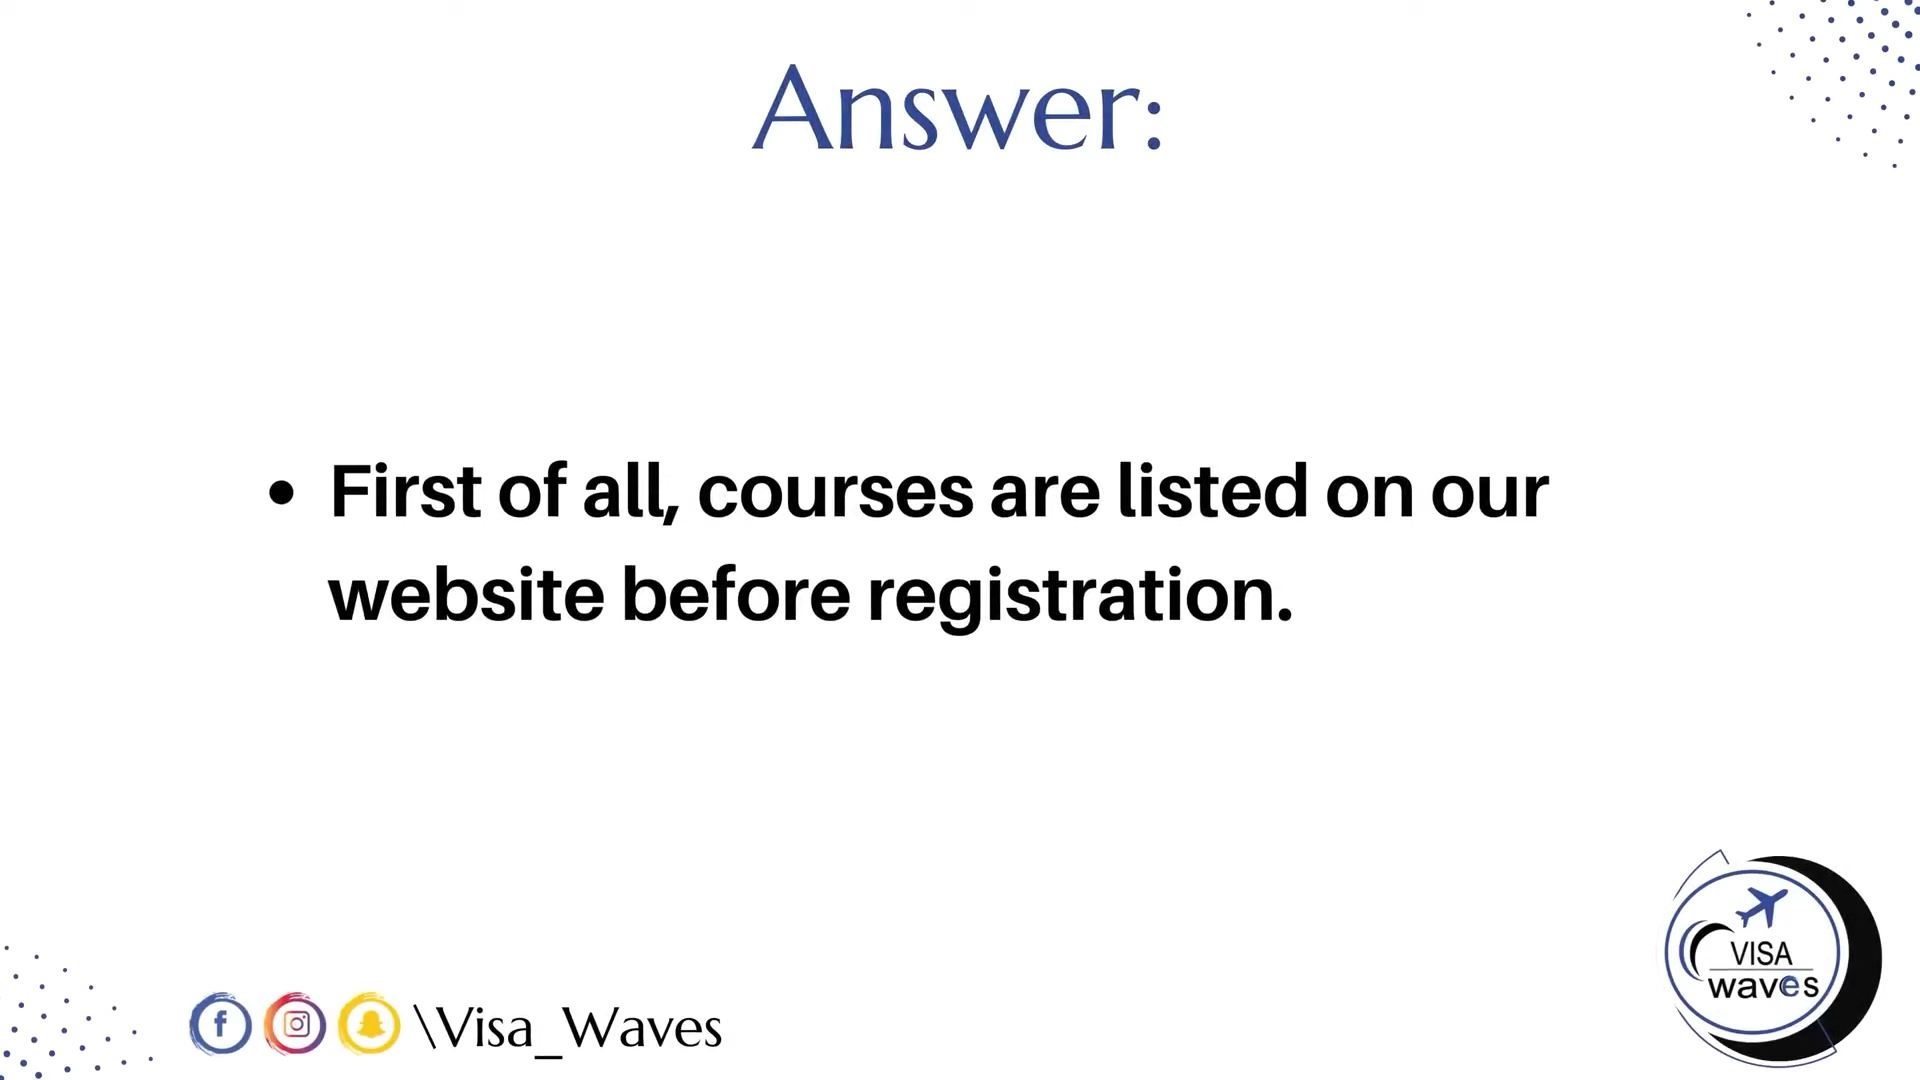 Answer:
• First of all, courses are listed on our
website before registration.
VISA
waves
\Visa_Waves